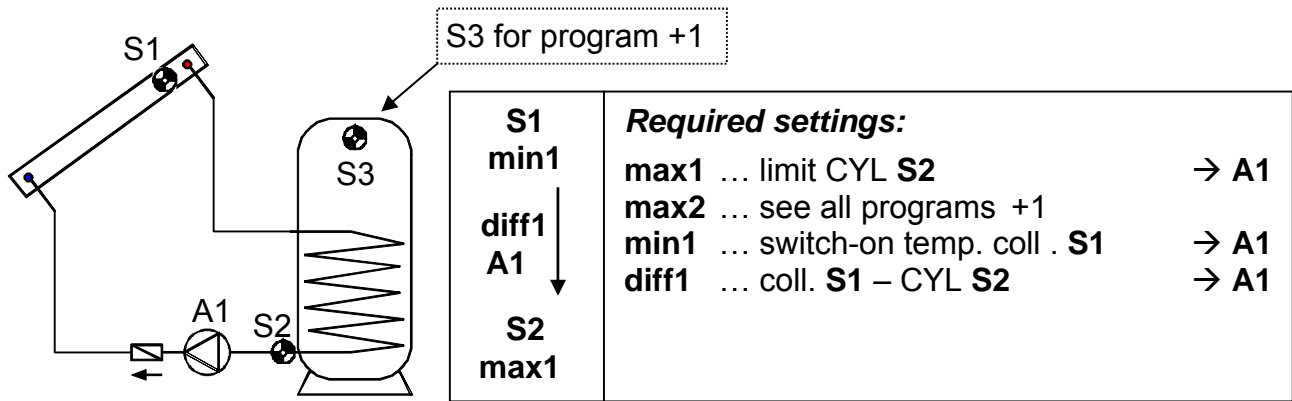 S3 for program +1
S1
S3
A1
S2
S1
min1
diff1
A1
S2
max1
Required settings:
max1 … limit CYL S2 → A1
max2 … see all programs +1
min1 … switch-on temp. coll . S1 → A1
diff1 … coll. S1 – CYL S2 → A1